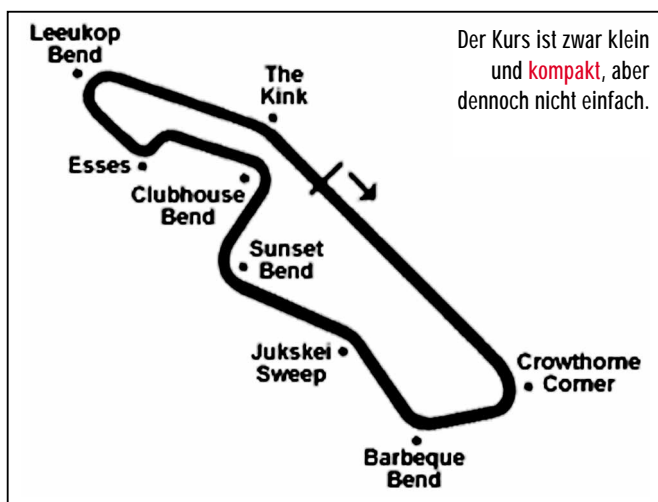 Leeukop
Bend
The
Kink
Der Kurs ist zwar klein
und kompakt, aber
dennoch nicht einfach.
Esses
Clubhouse
Bend
Sunset
Bend
Jukskei
Sweep
Crowthorne
Corner
Barbeque
Bend